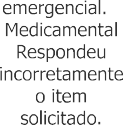 emergencial.
Medicamental
Respondeu
incorretamente
o item
solicitado.